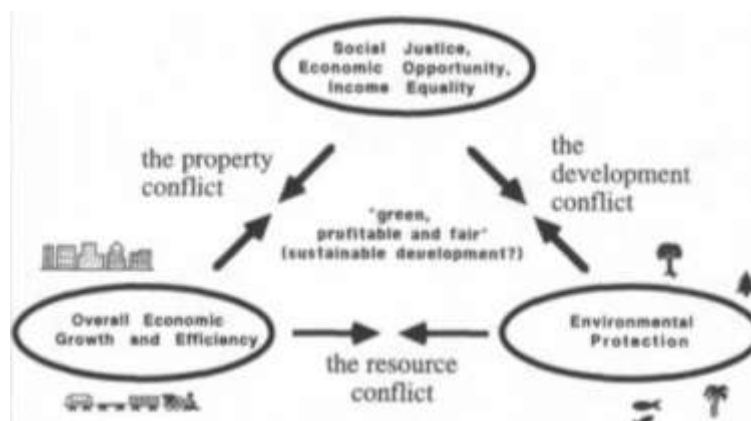 Social Justice,
Economic Opportunity,
Income Equality
the property
conflict
the
development
conflict
"green,
profitable and fair"
(sustainable development?)
Overall Economic
Growth and Efficiency
Environmental
Protection
the resource
conflict